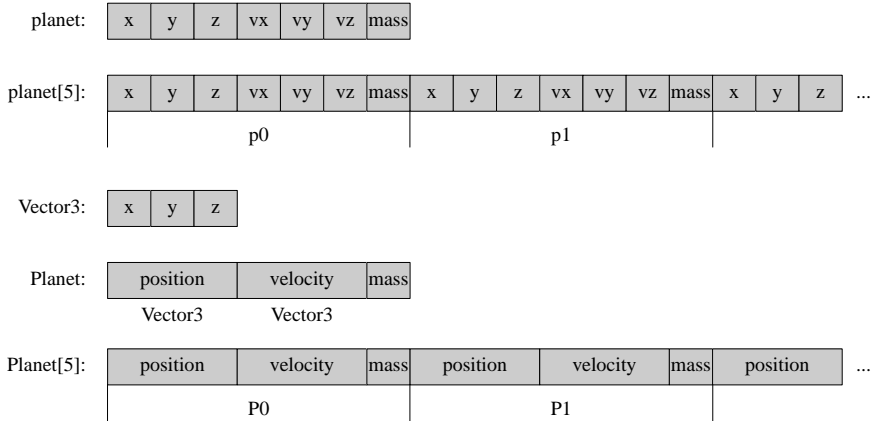 planet: x y z vx vy vz mass
planet[5]: x y z vx vy vz mass x y z vx vy vz mass x y z ...
p0 p1
Vector3: x y z
Planet: position velocity mass
Vector3 Vector3
Planet[5]: position velocity mass position velocity mass position ...
P0 P1